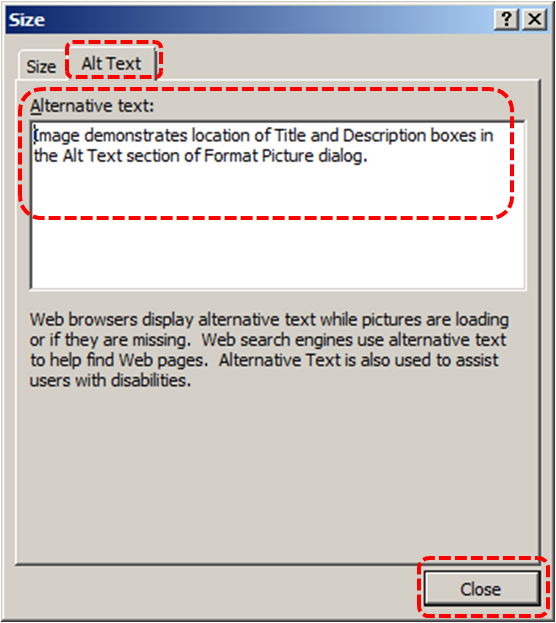 Size
Size
Alt Text
Alternative text:
Image demonstrates location of Title and Description boxes in
the Alt Text section of Format Picture dialog.
Web browsers display alternative text while pictures are loading
or if they are missing.  Web search engines use alternative text
to help find Web pages.  Alternative Text is also used to assist
users with disabilities.
Close